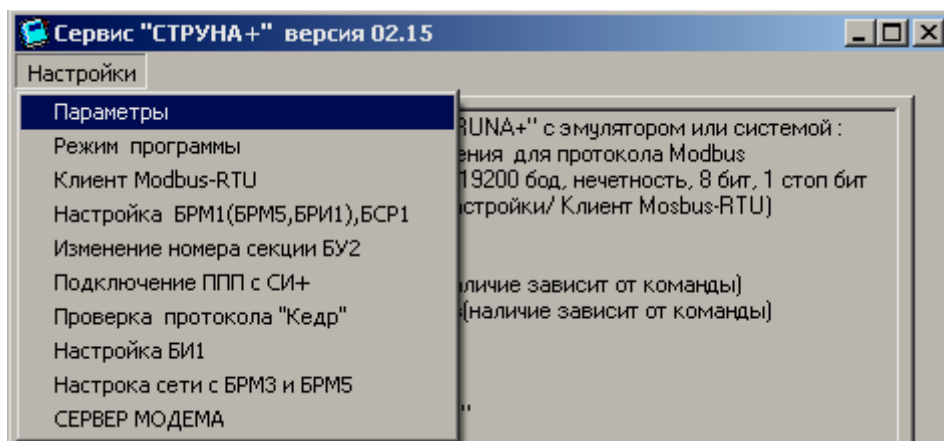 Сервис "СТРУНА+" версия 02.15
Настройки
Параметры
Режим программы
Клиент Modbus-RTU
Настройка БРМ1(БРМ5,БРИ1),БСР1
Изменение номера секции БУ2
Подключение ППП с СИ+
Проверка протокола "Кедр"
Настройка БИ1
Настрока сети с БРМ3 и БРМ5
СЕРВЕР МОДЕМА
RUNA+" с эмулятором или системой :
ения для протокола Modbus
19200 бод, нечетность, 8 бит, 1 стоп бит
стройки/ Клиент Mosbus-RTU)
личие зависит от команды)
(наличие зависит от команды)
"